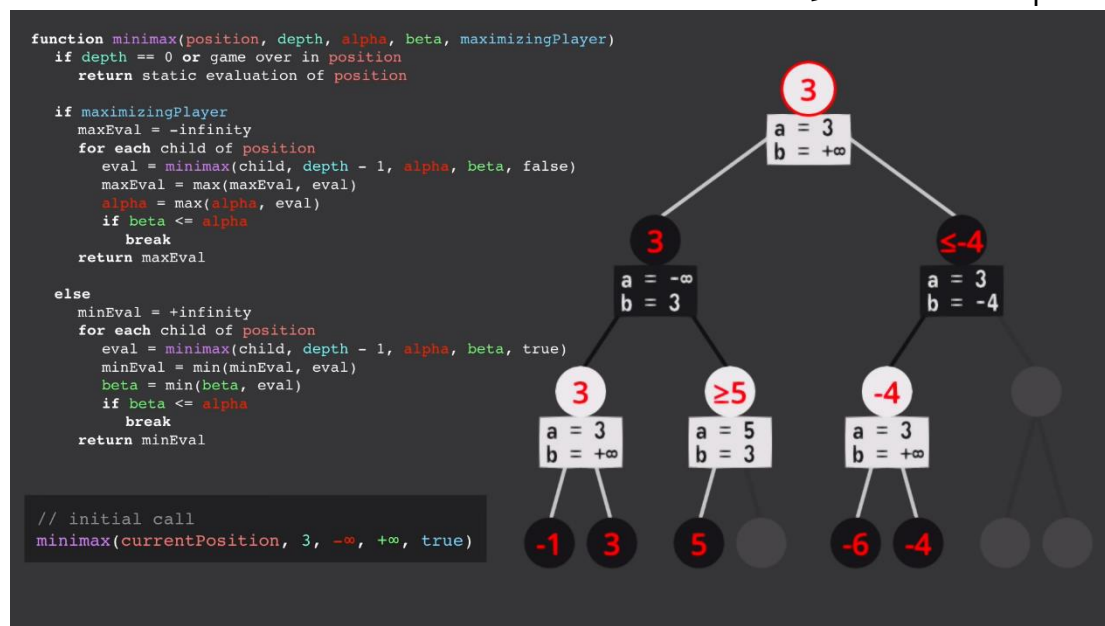 function minimax(position, depth, alpha, beta, maximizingPlayer)
if depth == 0 or game over in position
return static evaluation of position
if maximizingPlayer
maxEval = -infinity
for each child of position
eval = minimax(child, depth - 1, alpha, beta, false)
maxEval = max(maxEval, eval)
alpha = max(alpha, eval)
if beta <= alpha
break
return maxEval
else
minEval = +infinity
for each child of position
eval = minimax(child, depth - 1, alpha, beta, true)
minEval = min(minEval, eval)
beta = min(beta, eval)
if beta <= alpha
break
return minEval
// initial call
minimax(currentPosition, 3, -∞, +∞, true)
3
a = 3
b = +∞
3
a = -∞
b = 3
≤-4
a = 3
b = -4
3
a = 3
b = +∞
≥5
a = 5
b = 3
-4
a = 3
b = +∞
-1
3
5
-6
-4